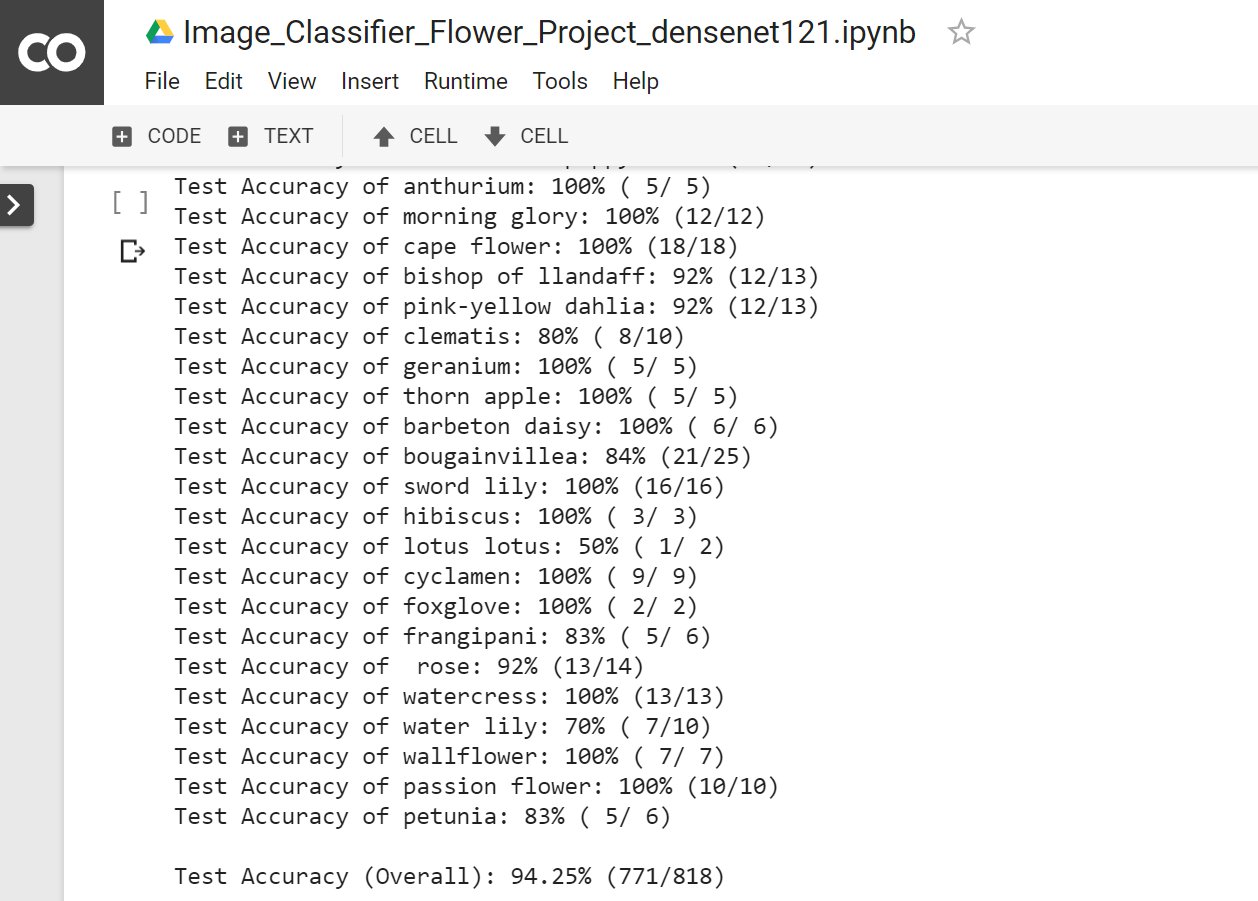 CO
Image_Classifier_Flower_Project_densenet121.ipynb
File Edit View Insert Runtime Tools Help
CODE TEXT CELL CELL
[ ]
Test Accuracy of anthurium: 100% ( 5/ 5)
Test Accuracy of morning glory: 100% (12/12)
Test Accuracy of cape flower: 100% (18/18)
Test Accuracy of bishop of llandaff: 92% (12/13)
Test Accuracy of pink-yellow dahlia: 92% (12/13)
Test Accuracy of clematis: 80% ( 8/10)
Test Accuracy of geranium: 100% ( 5/ 5)
Test Accuracy of thorn apple: 100% ( 5/ 5)
Test Accuracy of barbeton daisy: 100% ( 6/ 6)
Test Accuracy of bougainvillea: 84% (21/25)
Test Accuracy of sword lily: 100% (16/16)
Test Accuracy of hibiscus: 100% ( 3/ 3)
Test Accuracy of lotus lotus: 50% ( 1/ 2)
Test Accuracy of cyclamen: 100% ( 9/ 9)
Test Accuracy of foxglove: 100% ( 2/ 2)
Test Accuracy of frangipani: 83% ( 5/ 6)
Test Accuracy of  rose: 92% (13/14)
Test Accuracy of watercress: 100% (13/13)
Test Accuracy of water lily: 70% ( 7/10)
Test Accuracy of wallflower: 100% ( 7/ 7)
Test Accuracy of passion flower: 100% (10/10)
Test Accuracy of petunia: 83% ( 5/ 6)
Test Accuracy (Overall): 94.25% (771/818)